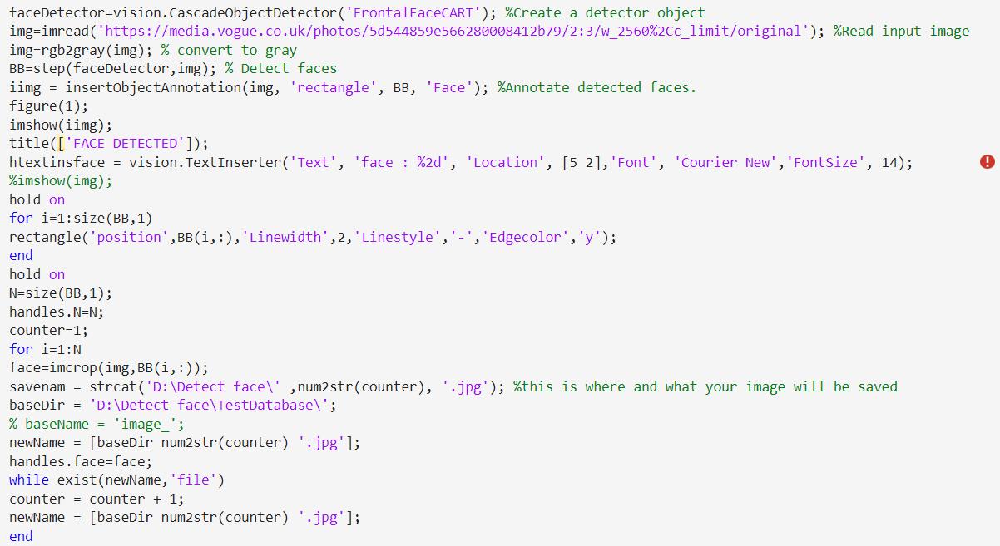 faceDetector=vision.CascadeObjectDetector('FrontalFaceCART'); %Create a detector object
img=imread('https://media.vogue.co.uk/photos/5d544859e566280008412b79/2:3/w_2560%2Cc_limit/original'); %Read input image
img=rgb2gray(img); % convert to gray
BB=step(faceDetector,img); % Detect faces
iimg = insertObjectAnnotation(img, 'rectangle', BB, 'Face'); %Annotate detected faces.
figure(1);
imshow(iimg);
title(['FACE DETECTED']);
htextinsface = vision.TextInserter('Text', 'face : %2d', 'Location', [5 2],'Font', 'Courier New','FontSize', 14);
%imshow(img);
hold on
for i=1:size(BB,1)
rectangle('position',BB(i,:),'Linewidth',2,'Linestyle','-','Edgecolor','y');
end
hold on
N=size(BB,1);
handles.N=N;
counter=1;
for i=1:N
face=imcrop(img,BB(i,:));
savenam = strcat('D:\Detect face\' ,num2str(counter), '.jpg'); %this is where and what your image will be saved
baseDir = 'D:\Detect face\TestDatabase\';
% baseName = 'image_';
newName = [baseDir num2str(counter) '.jpg'];
handles.face=face;
while exist(newName,'file')
counter = counter + 1;
newName = [baseDir num2str(counter) '.jpg'];
end